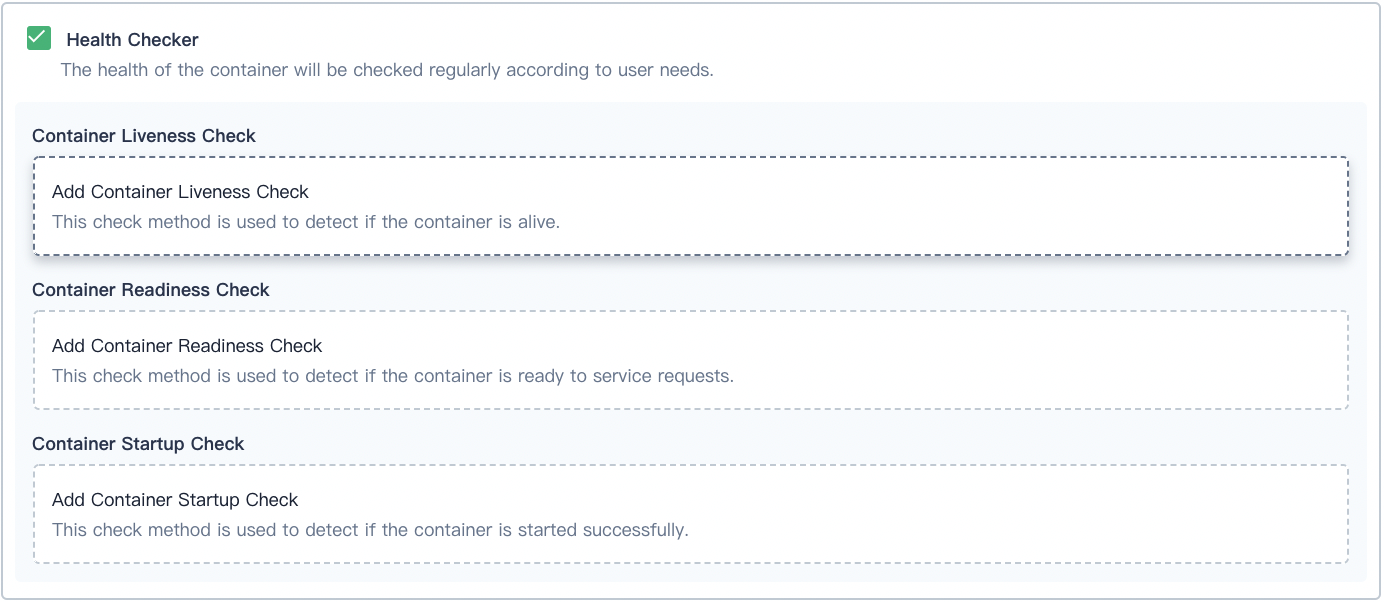 Health Checker
The health of the container will be checked regularly according to user needs.
Container Liveness Check
Add Container Liveness Check
This check method is used to detect if the container is alive.
Container Readiness Check
Add Container Readiness Check
This check method is used to detect if the container is ready to service requests.
Container Startup Check
Add Container Startup Check
This check method is used to detect if the container is started successfully.